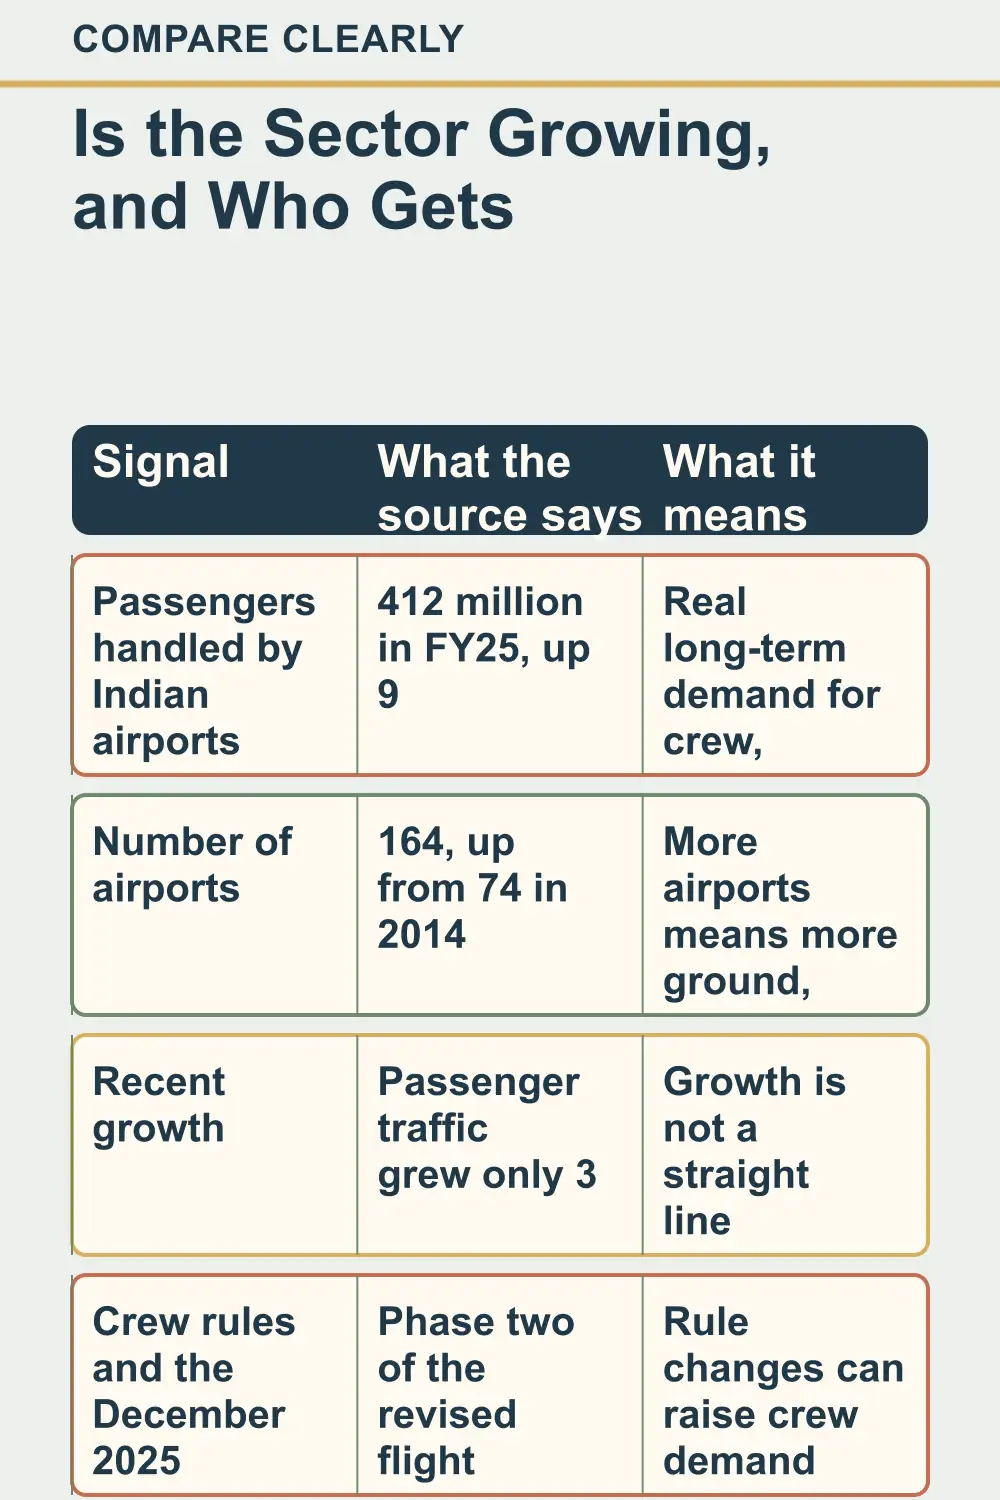 COMPARE CLEARLY
Is the Sector Growing,
and Who Gets
Signal
What the
source says
What it
means
Passengers
handled by
Indian
airports
412 million
in FY25, up
9
Real
long-term
demand for
crew,
Number of
airports
164, up
from 74 in
2014
More
airports
means more
ground,
Recent
growth
Passenger
traffic
grew only 3
Growth is
not a
straight
line
Crew rules
and the
December
2025
Phase two
of the
revised
flight
Rule
changes can
raise crew
demand